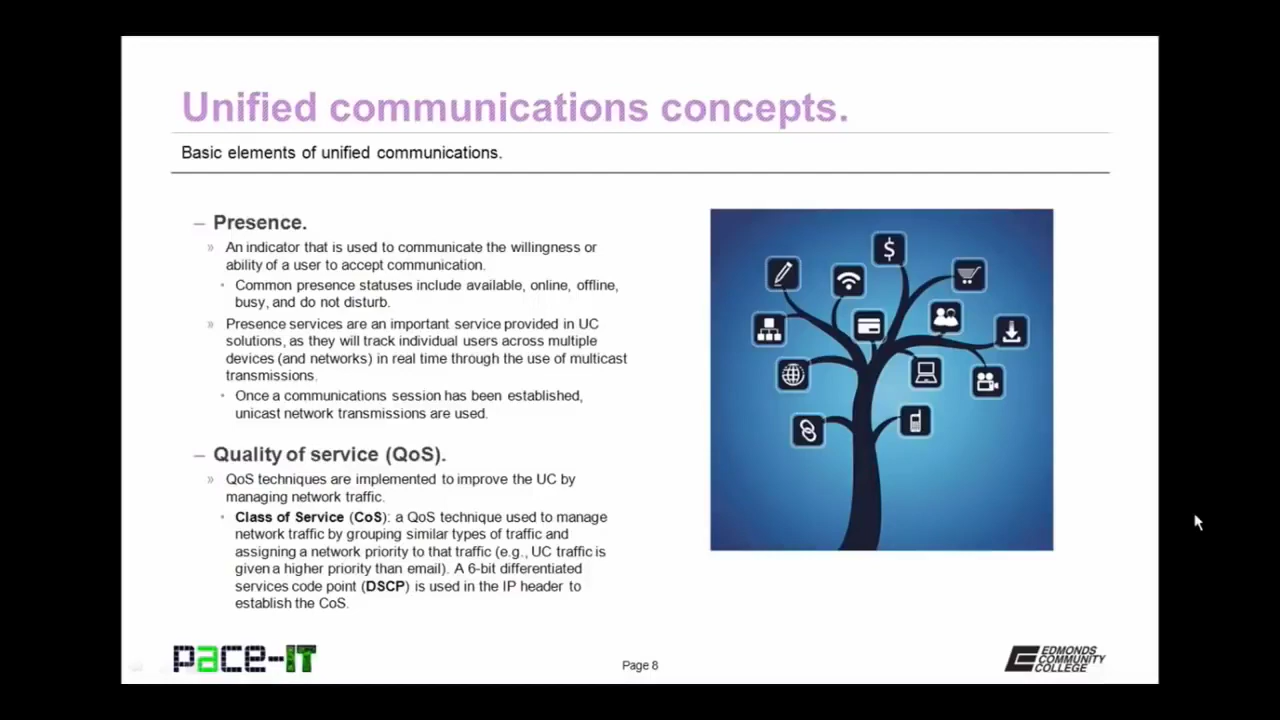 Unified communications concepts.
Basic elements of unified communications.
– Presence.
» An indicator that is used to communicate the willingness or
ability of a user to accept communication.
• Common presence statuses include available, online, offline,
busy, and do not disturb.
» Presence services are an important service provided in UC
solutions, as they will track individual users across multiple
devices (and networks) in real time through the use of multicast
transmissions.
• Once a communications session has been established,
unicast network transmissions are used.
– Quality of service (QoS).
» QoS techniques are implemented to improve the UC by
managing network traffic.
• Class of Service (CoS): a QoS technique used to manage
network traffic by grouping similar types of traffic and
assigning a network priority to that traffic (e.g., UC traffic is
given a higher priority than email). A 6-bit differentiated
services code point (DSCP) is used in the IP header to
establish the CoS.
$
pace-IT
Page 8
EDMONDS
COMMUNITY
COLLEGE